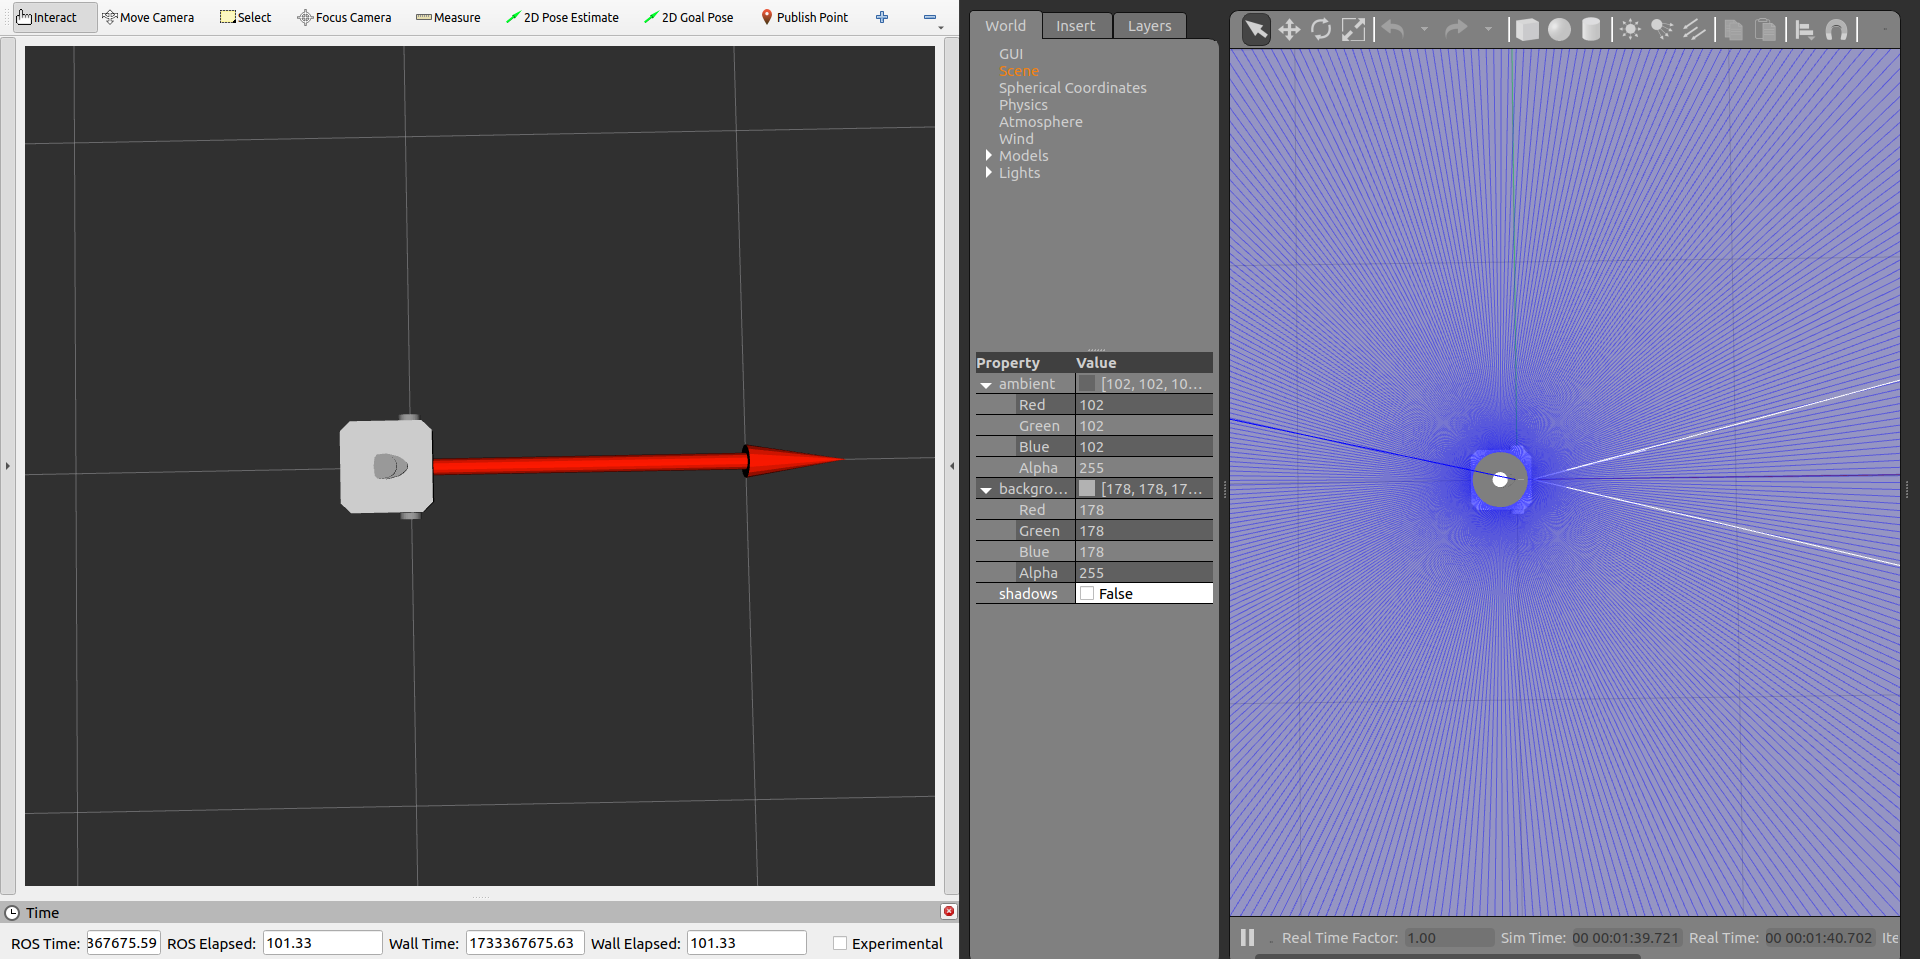 Interact Move Camera Select Focus Camera Measure 2D Pose Estimate 2D Goal Pose Publish Point
Time
ROS Time: 367675.59 ROS Elapsed: 101.33 Wall Time: 1733367675.63 Wall Elapsed: 101.33 Experimental
World Insert Layers
GUI
Scene
Spherical Coordinates
Physics
Atmosphere
Wind
Models
Lights
Property Value
ambient [102, 102, 10...
Red 102
Green 102
Blue 102
Alpha 255
backgro... [178, 178, 17...
Red 178
Green 178
Blue 178
Alpha 255
shadows False
Real Time Factor: 1.00 Sim Time: 00 00:01:39.721 Real Time: 00 00:01:40.702 Ite